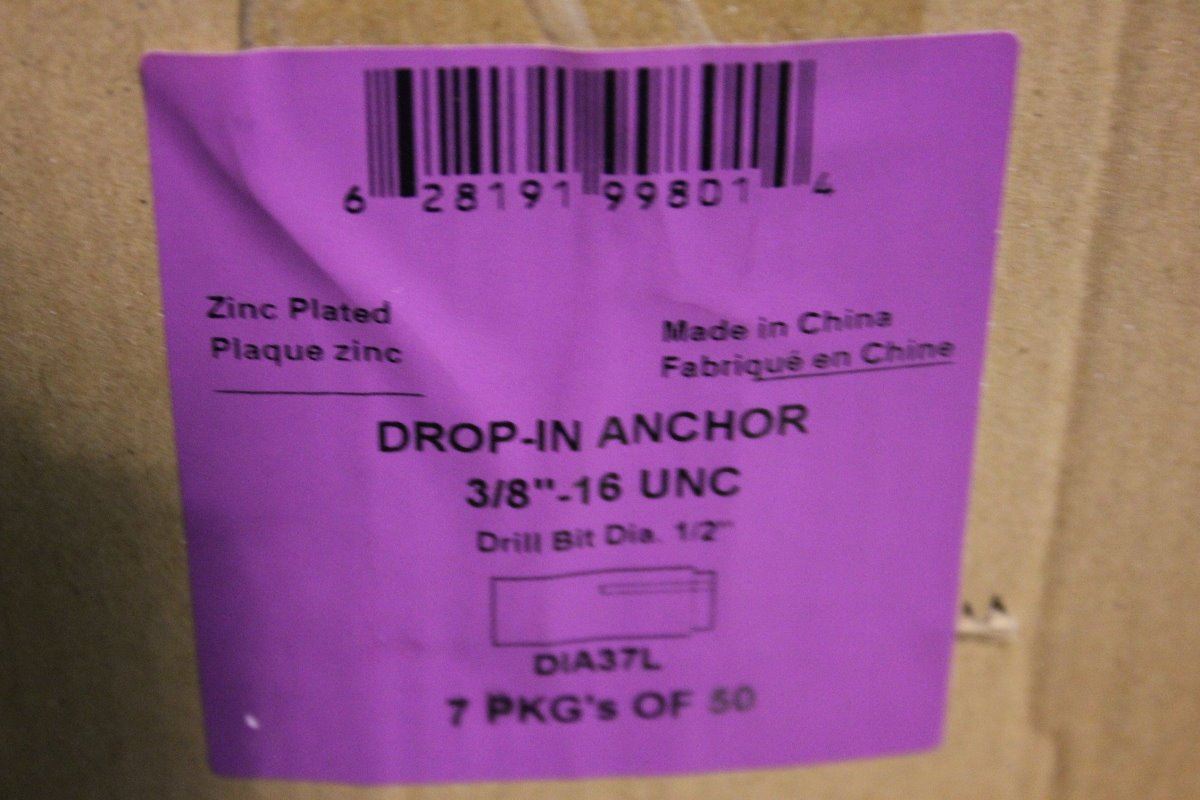 6 28191 99801 4
Zinc Plated
Plaque zinc
Made in China
Fabriqué en Chine
DROP-IN ANCHOR
3/8"-16 UNC
Drill Bit Dia. 1/2"
DIA37L
7 PKG's OF 50